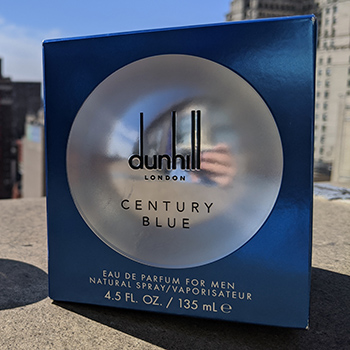 dunhill
LONDON
CENTURY
BLUE
EAU DE PARFUM FOR MEN
NATURAL SPRAY/VAPORISATEUR
4.5 FL. OZ. / 135 mL ℮